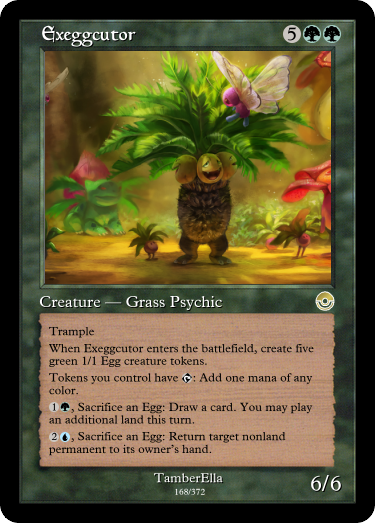 Exeggcutor 5
Creature — Grass Psychic
Trample
When Exeggcutor enters the battlefield, create five
green 1/1 Egg creature tokens.
Tokens you control have : Add one mana of any
color.
1 , Sacrifice an Egg: Draw a card. You may play
an additional land this turn.
2 , Sacrifice an Egg: Return target nonland
permanent to its owner's hand.
TamberElla
168/372
6/6